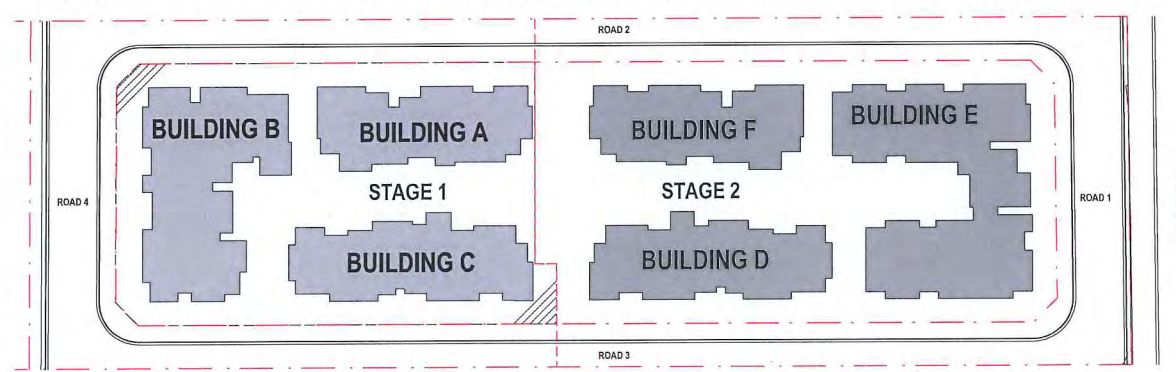 ROAD 2
BUILDING B
BUILDING A
BUILDING F
BUILDING E
STAGE 1
STAGE 2
ROAD 4
ROAD 1
BUILDING C
BUILDING D
ROAD 3